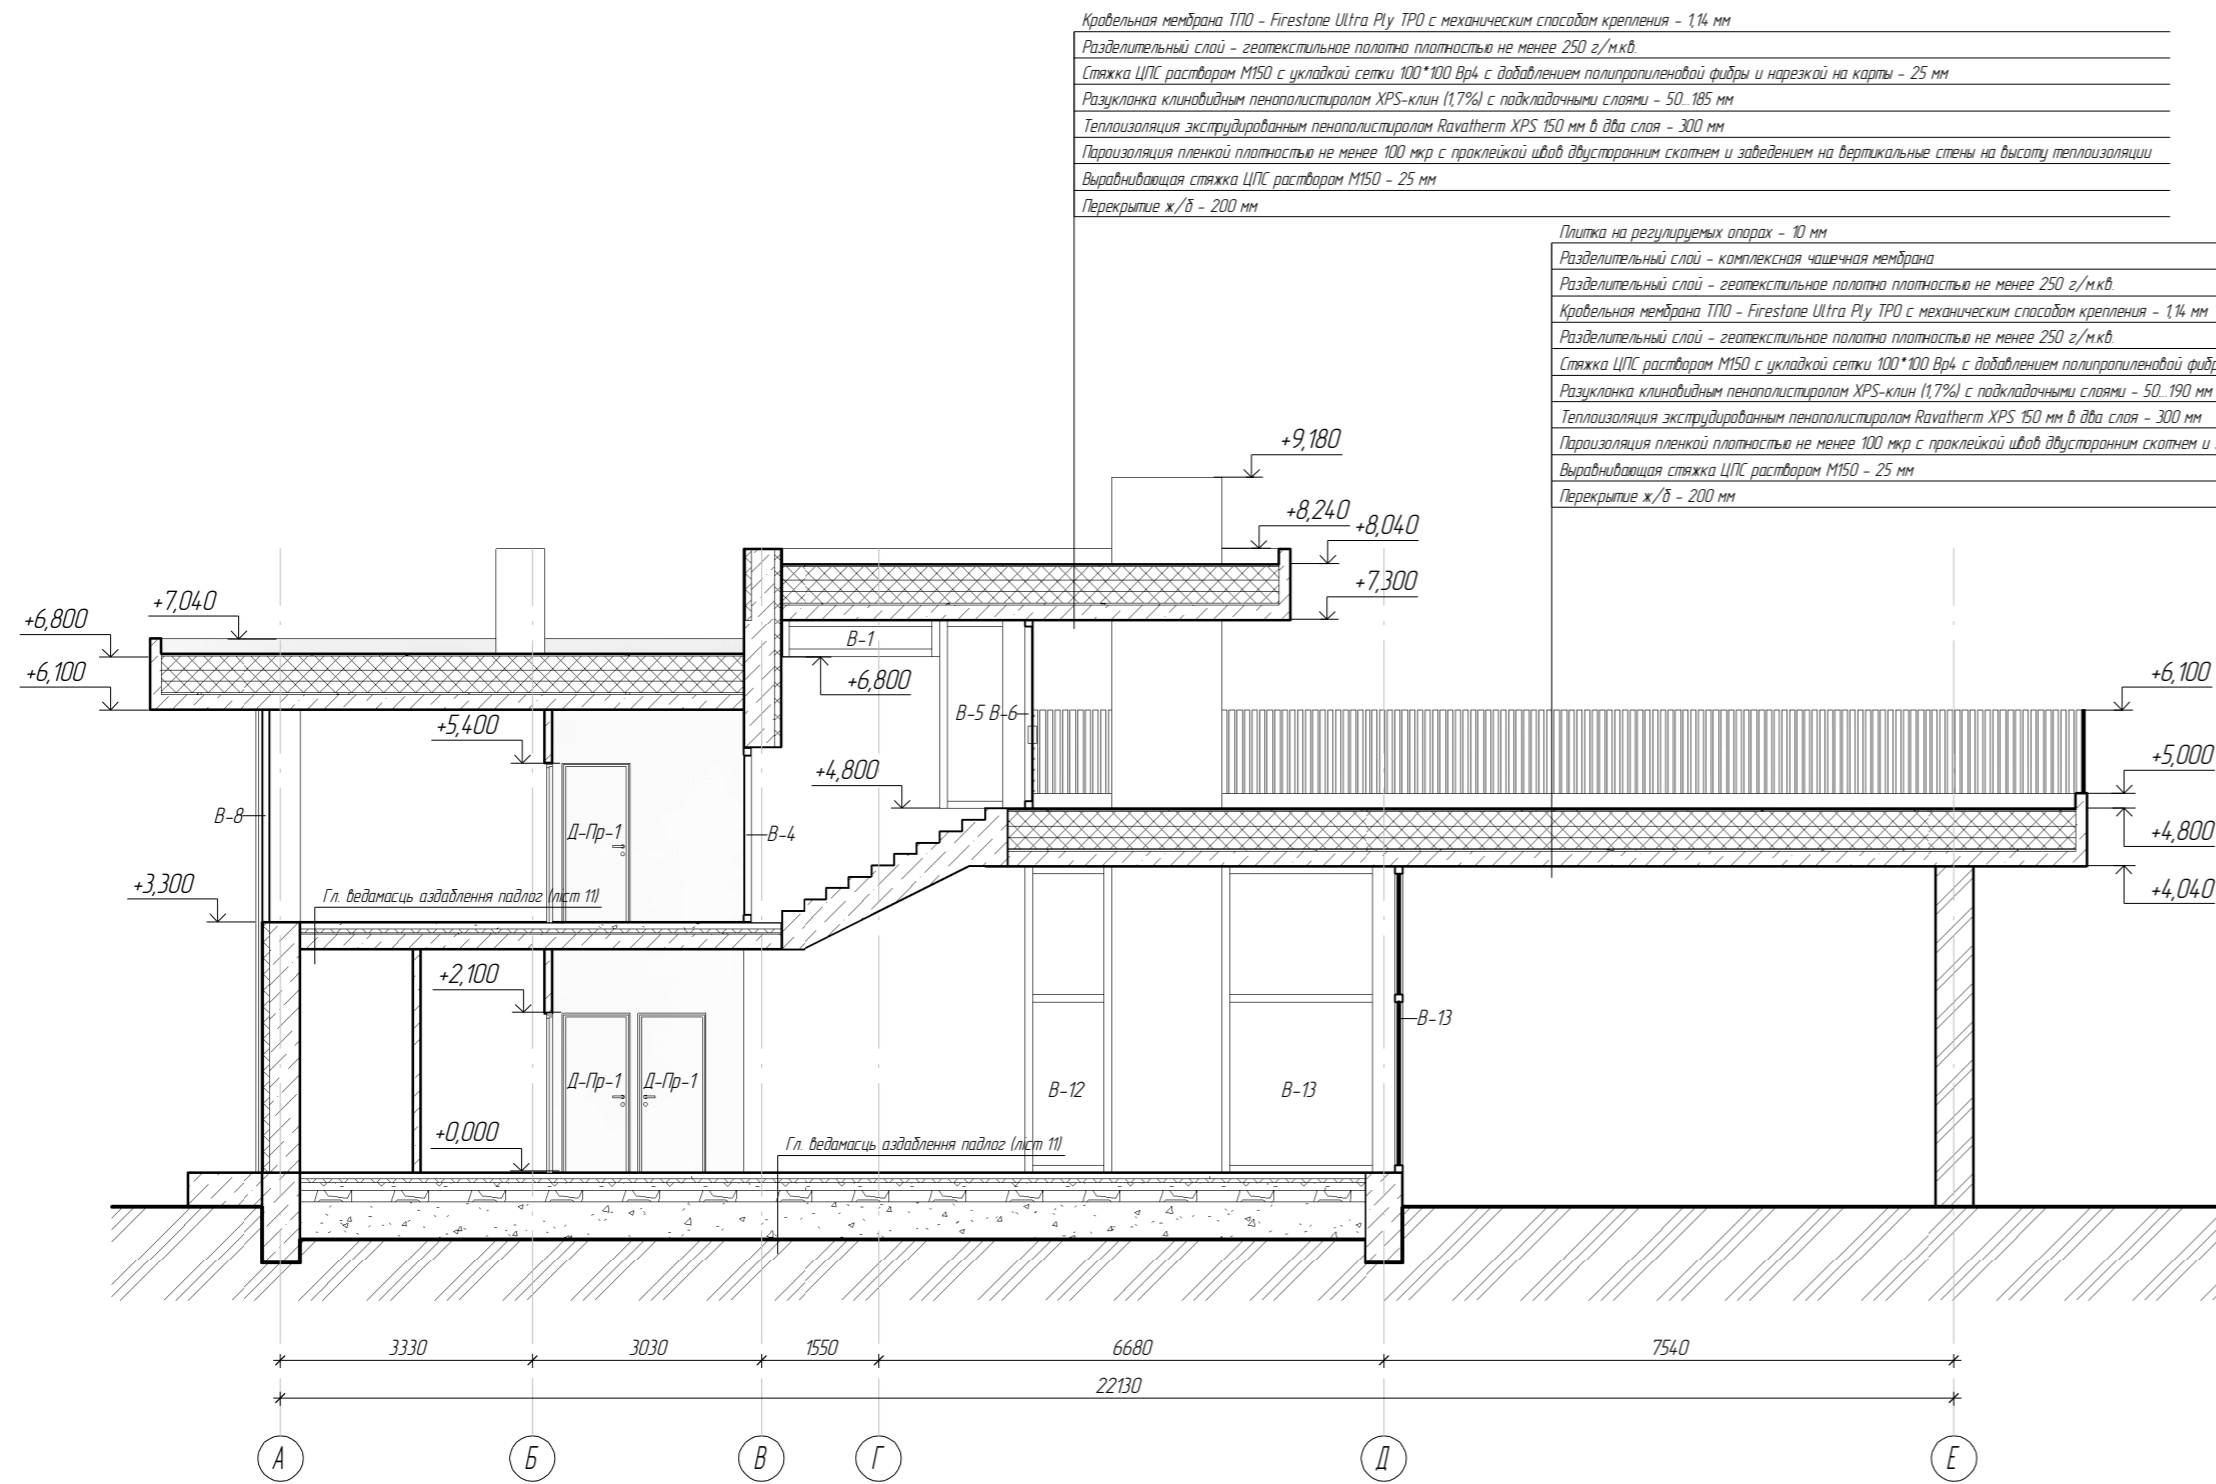 Кровельная мембрана ТПО - Firestone Ultra Ply TPO с механическим способом крепления - 1,14 мм
Разделительный слой - геотекстильное полотно плотностью не менее 250 г/м.кв.
Стяжка ЦПС раствором М150 с укладкой сетки 100*100 Вр4 с добавлением полипропиленовой фибры и нарезкой на карты - 25 мм
Разуклонка клиновидным пенополистиролом XPS-клин (1,7%) с подкладочными слоями - 50...185 мм
Теплоизоляция экструдированным пенополистиролом Ravatherm XPS 150 мм в два слоя - 300 мм
Пароизоляция пленкой плотностью не менее 100 мкр с проклейкой швов двусторонним скотчем и заведением на вертикальные стены на высоту теплоизоляции
Выравнивающая стяжка ЦПС раствором М150 - 25 мм
Перекрытие ж/б - 200 мм
Плитка на регулируемых опорах - 10 мм
Разделительный слой - комплексная чашечная мембрана
Разделительный слой - геотекстильное полотно плотностью не менее 250 г/м.кв.
Кровельная мембрана ТПО - Firestone Ultra Ply TPO с механическим способом крепления - 1,14 мм
Разделительный слой - геотекстильное полотно плотностью не менее 250 г/м.кв.
Стяжка ЦПС раствором М150 с укладкой сетки 100*100 Вр4 с добавлением полипропиленовой фибр
Разуклонка клиновидным пенополистиролом XPS-клин (1,7%) с подкладочными слоями - 50...190 мм
Теплоизоляция экструдированным пенополистиролом Ravatherm XPS 150 мм в два слоя - 300 мм
Пароизоляция пленкой плотностью не менее 100 мкр с проклейкой швов двусторонним скотчем и
Выравнивающая стяжка ЦПС раствором М150 - 25 мм
Перекрытие ж/б - 200 мм
+9,180
+8,240
+8,040
+7,300
+7,040
+6,800
+6,100
В-1
+6,800
+6,100
+5,400
В-5 В-6
+4,800
+5,000
В-8
Д-Пр-1
В-4
+4,800
+3,300
Гл. ведамасць аздаблення падлог (ліст 11)
+4,040
+2,100
В-13
Д-Пр-1 Д-Пр-1
В-12
В-13
+0,000
Гл. ведамасць аздаблення падлог (ліст 11)
3330 3030 1550 6680 7540
22130
А Б В Г Д Е